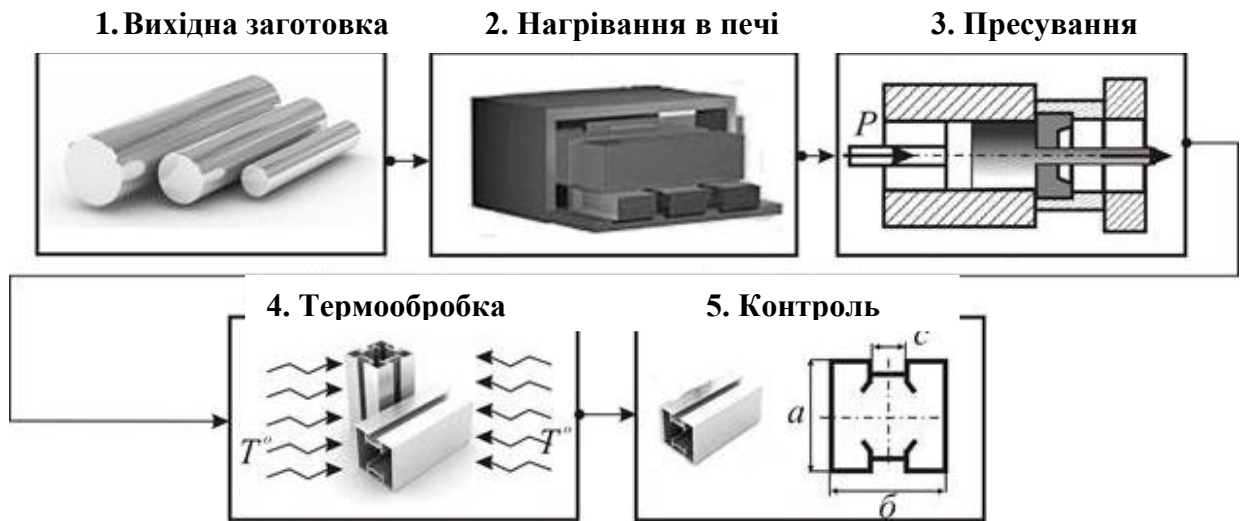 1. Вихідна заготовка
2. Нагрівання в печі
3. Пресування
P
4. Термообробка
5. Контроль
T°
T°
c
a
б